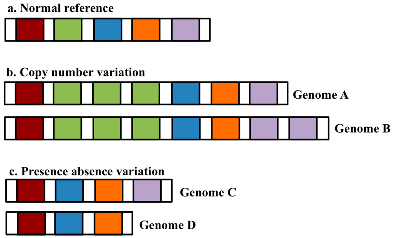 a. Normal reference
b. Copy number variation
Genome A
Genome B
c. Presence absence variation
Genome C
Genome D